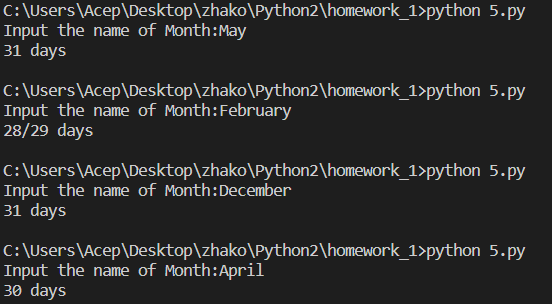 C:\Users\Acep\Desktop\zhako\Python2\homework_1>python 5.py
Input the name of Month:May
31 days
C:\Users\Acep\Desktop\zhako\Python2\homework_1>python 5.py
Input the name of Month:February
28/29 days
C:\Users\Acep\Desktop\zhako\Python2\homework_1>python 5.py
Input the name of Month:December
31 days
C:\Users\Acep\Desktop\zhako\Python2\homework_1>python 5.py
Input the name of Month:April
30 days